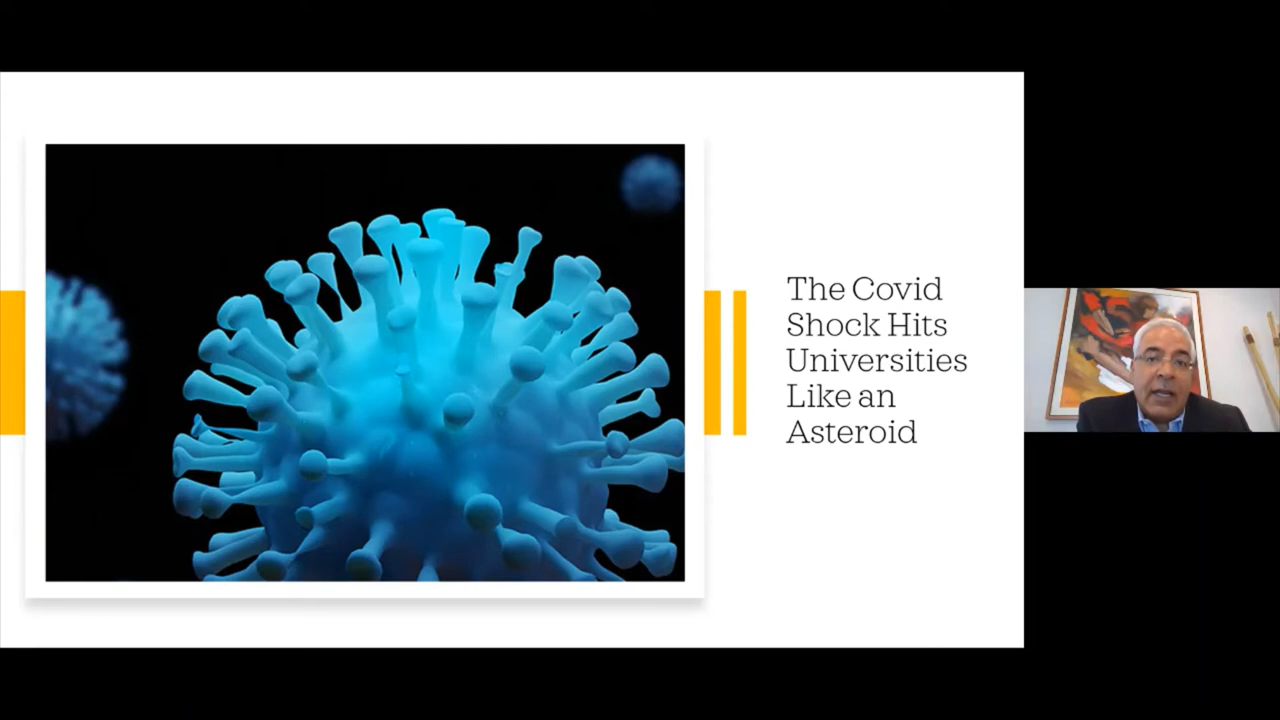 The Covid
Shock Hits
Universities
Like an
Asteroid